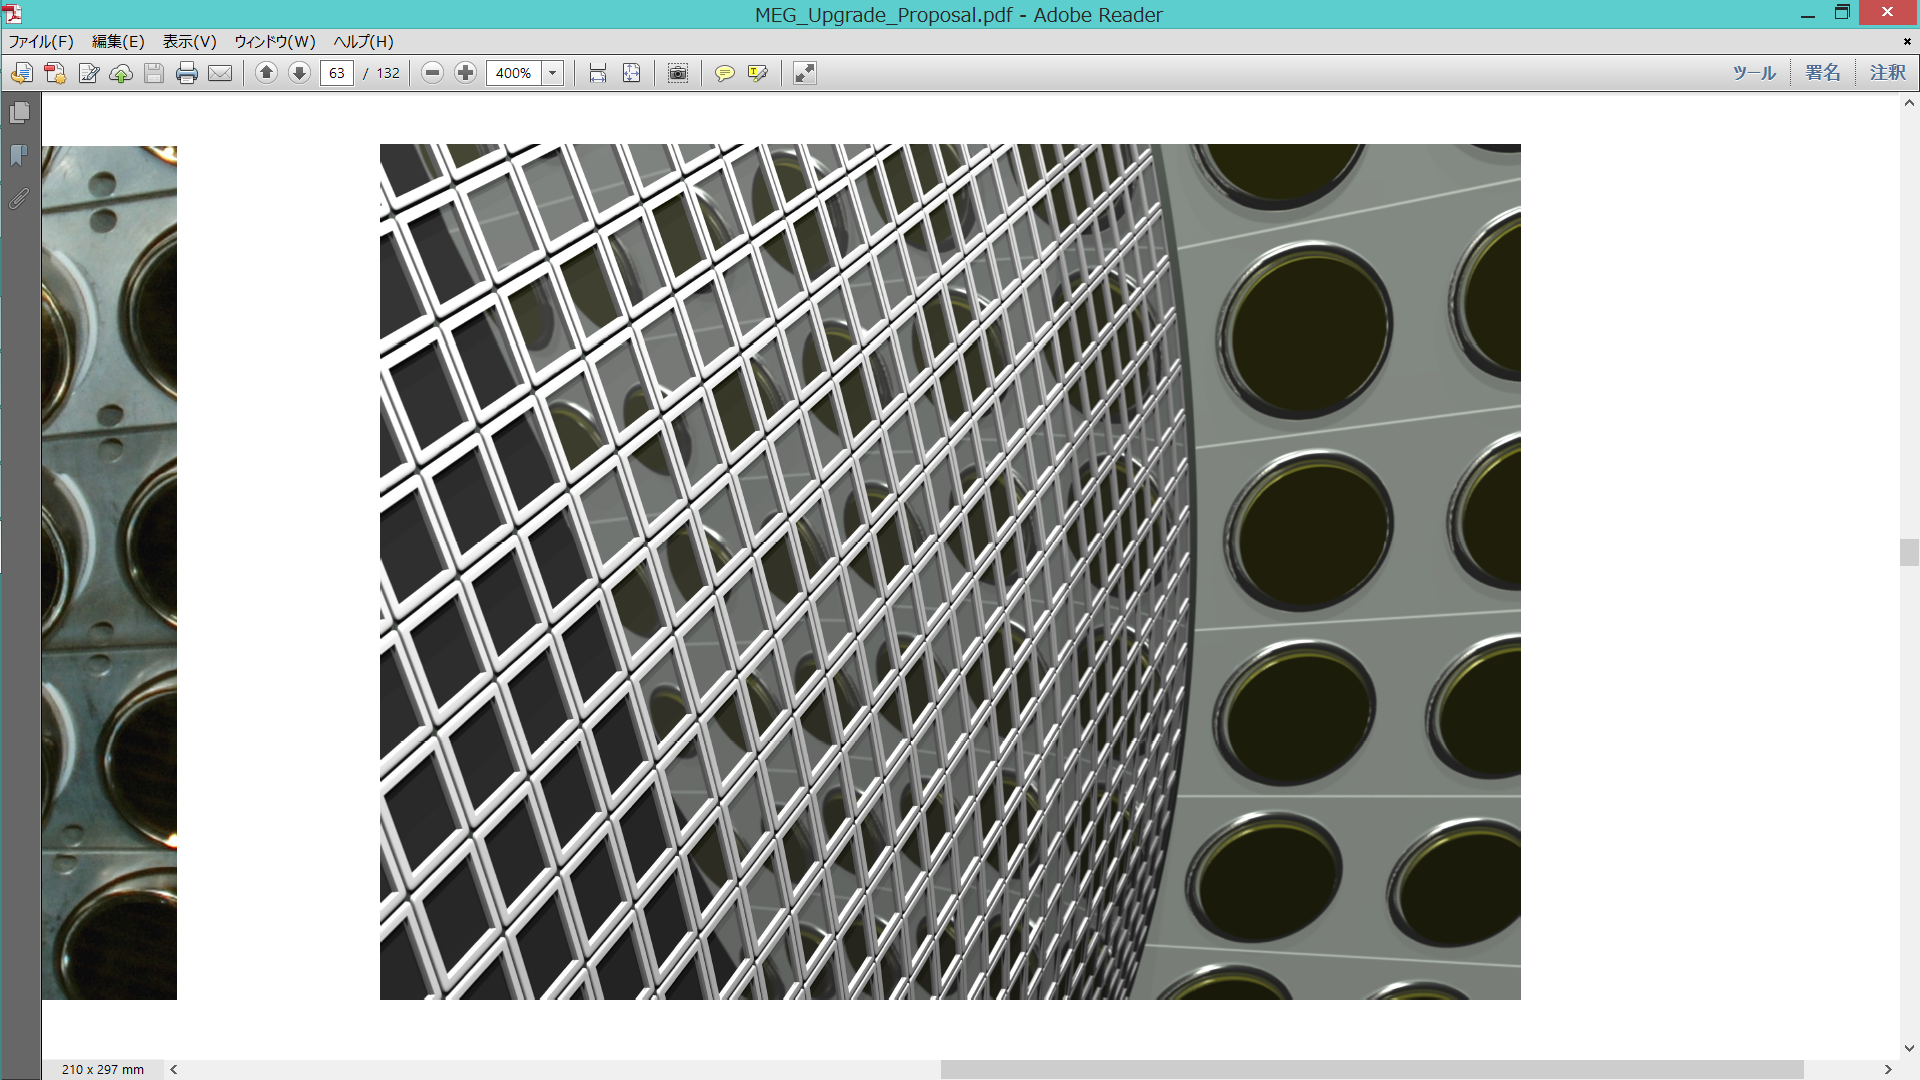 MEG_Upgrade_Proposal.pdf - Adobe Reader
ファイル(F) 編集(E) 表示(V) ウィンドウ(W) ヘルプ(H)
63 / 132 400% ツール 署名 注釈
210 x 297 mm